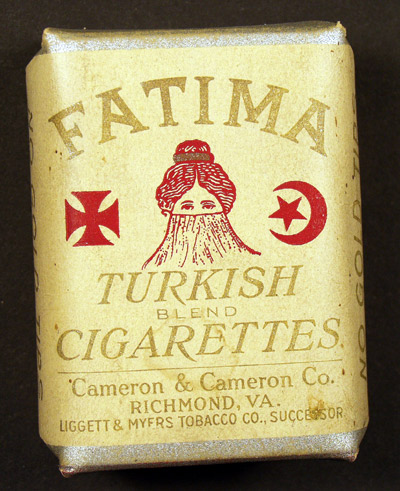 FATIMA
TURKISH
BLEND
CIGARETTES
Cameron & Cameron Co.
RICHMOND, VA.
LIGGETT & MYERS TOBACCO CO., SUCCESSOR
NO GOLD TIPS